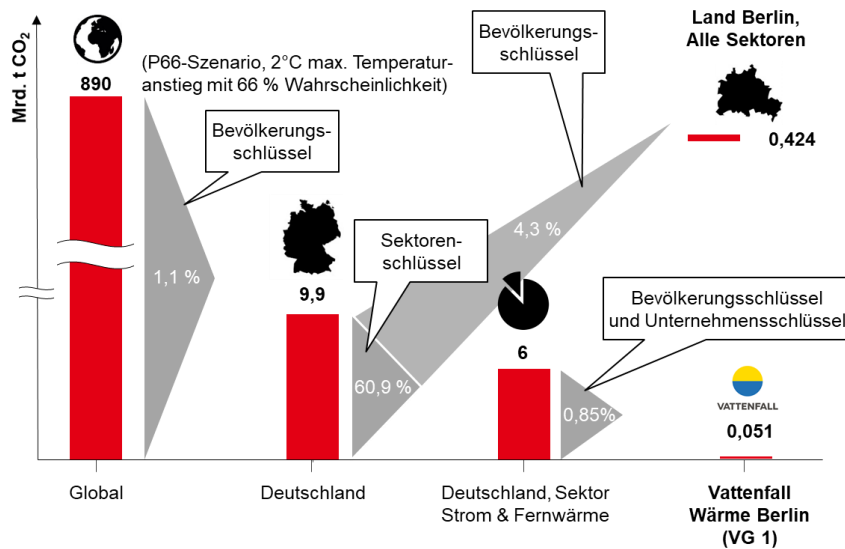 Mrd. t CO2
890
(P66-Szenario, 2°C max. Temperatur-
anstieg mit 66 % Wahrscheinlichkeit)
Bevölkerungs-
schlüssel
1,1 %
Bevölkerungs-
schlüssel
Land Berlin,
Alle Sektoren
0,424
4,3 %
9,9
Sektoren-
schlüssel
60,9 %
6
Bevölkerungsschlüssel
und Unternehmensschlüssel
0,85%
VATTENFALL
0,051
Global
Deutschland
Deutschland, Sektor
Strom & Fernwärme
Vattenfall
Wärme Berlin
(VG 1)